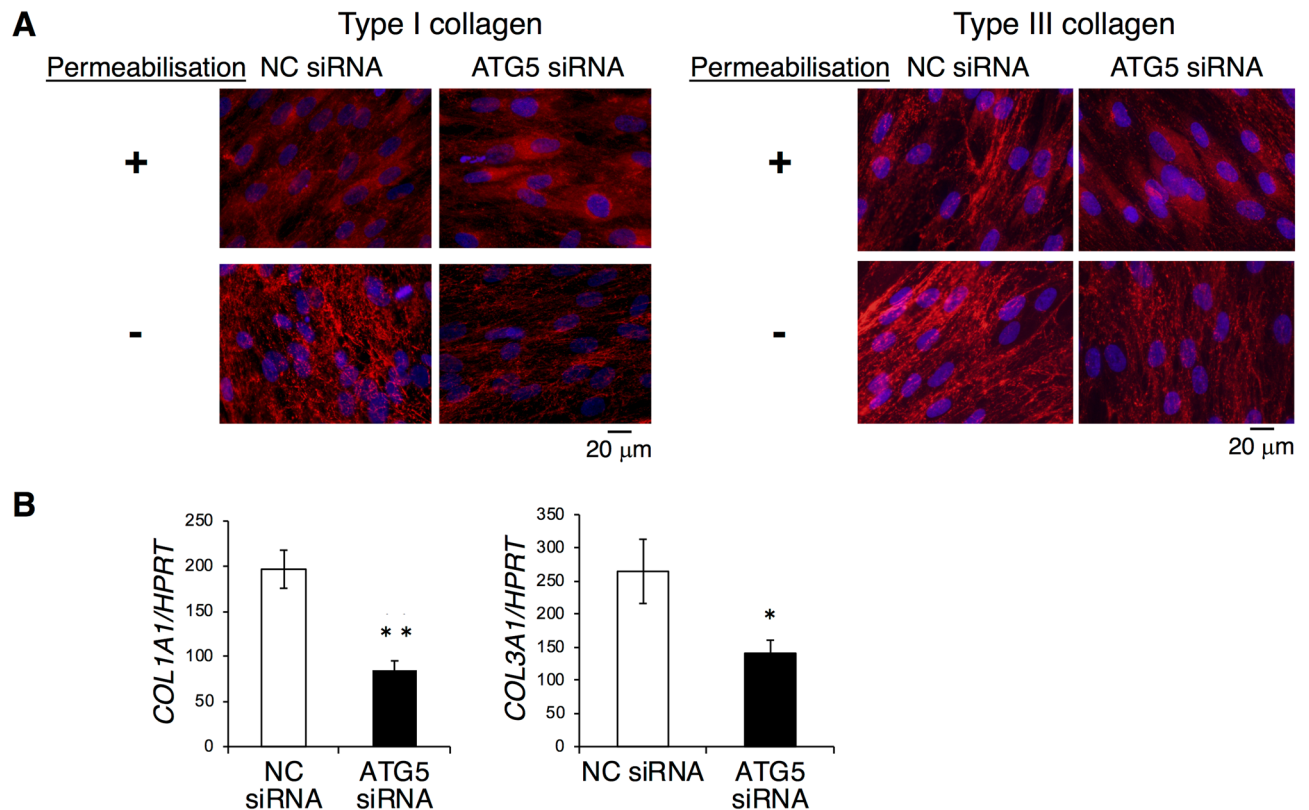 A
Type I collagen
Type III collagen
Permeabilisation NC siRNA ATG5 siRNA
Permeabilisation NC siRNA ATG5 siRNA
+
+
-
-
20 μm
20 μm
B
COL1A1/HPRT
250
200
150
100
50
0
* *
NC
siRNA
ATG5
siRNA
COL3A1/HPRT
350
300
250
200
150
100
50
0
*
NC siRNA
ATG5
siRNA